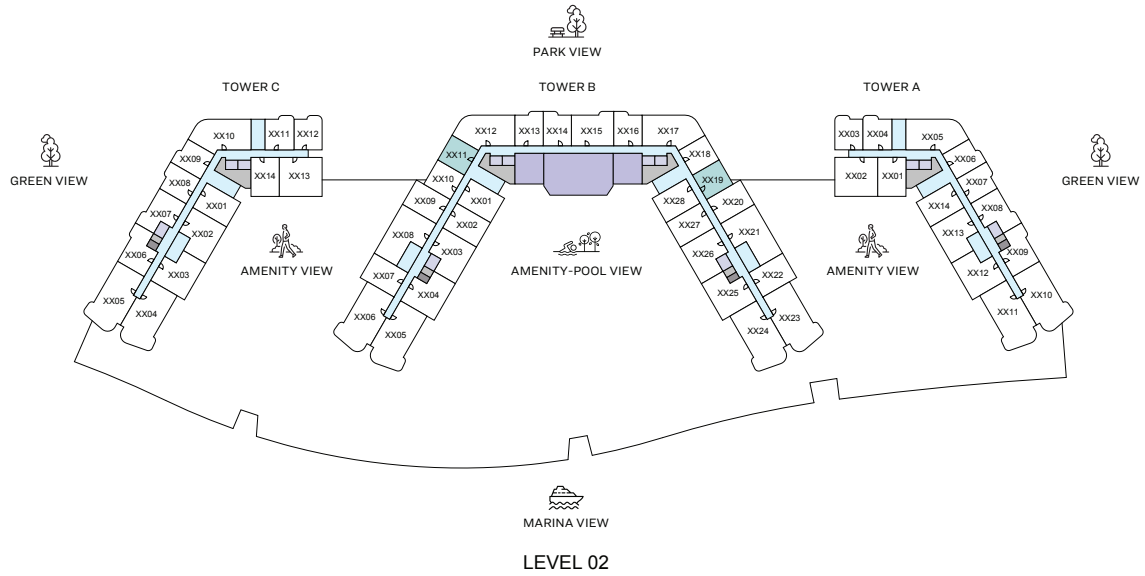 PARK VIEW
TOWER C
TOWER B
TOWER A
GREEN VIEW
GREEN VIEW
AMENITY VIEW
AMENITY-POOL VIEW
AMENITY VIEW
XX10
XX11
XX12
XX09
XX08
XX14
XX13
XX07
XX01
XX02
XX06
XX03
XX05
XX04
XX12
XX13
XX14
XX15
XX16
XX17
XX11
XX18
XX10
XX19
XX09
XX01
XX28
XX20
XX02
XX27
XX08
XX03
XX26
XX21
XX07
XX04
XX25
XX22
XX06
XX05
XX24
XX23
XX03
XX04
XX05
XX02
XX01
XX06
XX07
XX14
XX08
XX13
XX09
XX12
XX10
XX11
MARINA VIEW
LEVEL 02